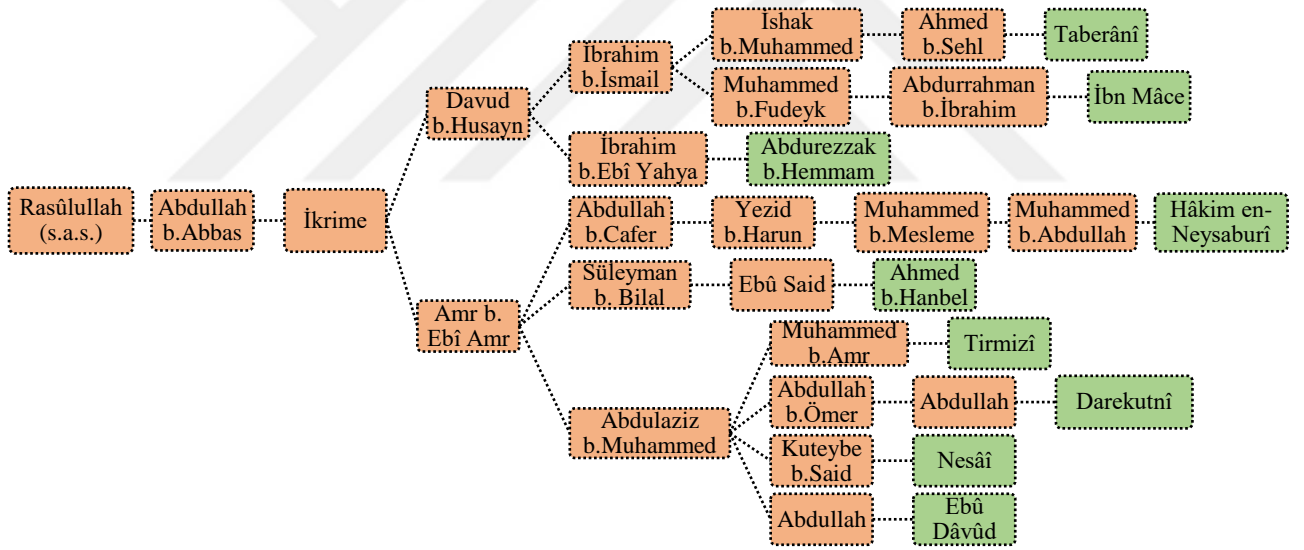 İshak
b.Muhammed
Ahmed
b.Sehl
Taberânî
İbrahim
b.İsmail
Muhammed
b.Fudeyk
Abdurrahman
b.İbrahim
İbn Mâce
Davud
b.Husayn
İbrahim
b.Ebî Yahya
Abdurezzak
b.Hemmam
Rasûlullah
(s.a.s.)
Abdullah
b.Abbas
İkrime
Abdullah
b.Cafer
Yezid
b.Harun
Muhammed
b.Mesleme
Muhammed
b.Abdullah
Hâkim en-
Neysaburî
Süleyman
b. Bilal
Ebû Said
Ahmed
b.Hanbel
Amr b.
Ebî Amr
Muhammed
b.Amr
Tirmizî
Abdullah
b.Ömer
Abdullah
Darekutnî
Abdulaziz
b.Muhammed
Kuteybe
b.Said
Nesâî
Abdullah
Ebû
Dâvûd